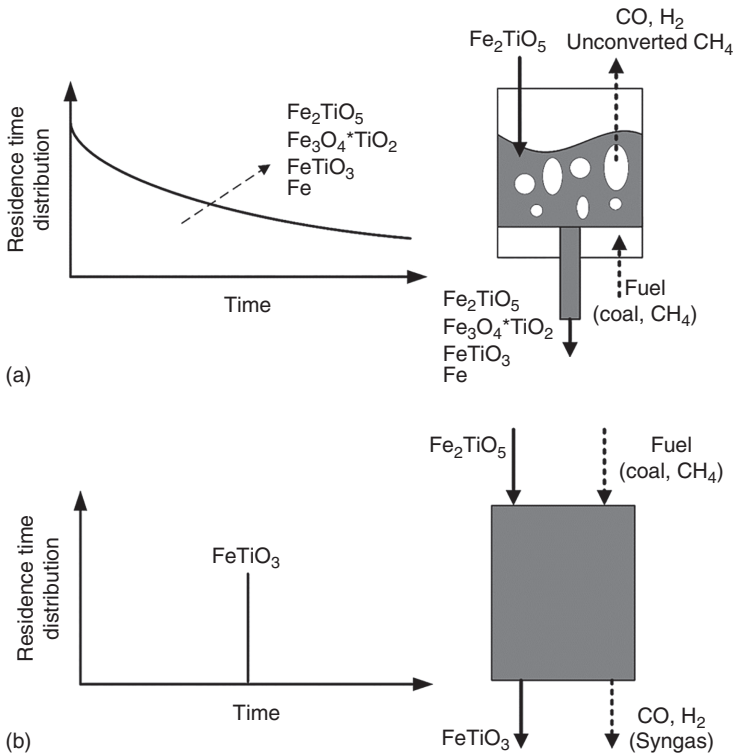 Residence time
distribution
Time
Fe₂TiO₅
Fe₃O₄*TiO₂
FeTiO₃
Fe
Fe₂TiO₅
CO, H₂
Unconverted CH₄
Fuel
(coal, CH₄)
Fe₂TiO₅
Fe₃O₄*TiO₂
FeTiO₃
Fe
(a)
Residence time
distribution
FeTiO₃
Time
Fe₂TiO₅
Fuel
(coal, CH₄)
FeTiO₃
CO, H₂
(Syngas)
(b)